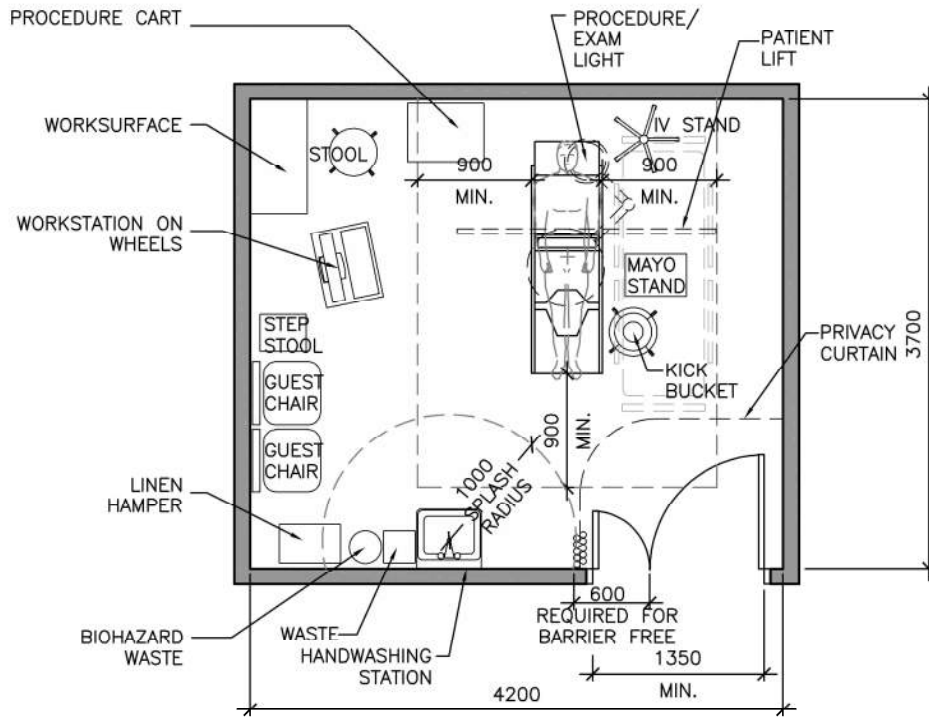 PROCEDURE CART
PROCEDURE/
EXAM
LIGHT
PATIENT
LIFT
WORKSURFACE
STOOL
IV STAND
900
MIN.
900
MIN.
WORKSTATION ON
WHEELS
MAYO
STAND
STEP
STOOL
PRIVACY
CURTAIN
3700
GUEST
CHAIR
KICK
BUCKET
GUEST
CHAIR
900
MIN.
1000
SPLASH
RADIUS
LINEN
HAMPER
600
REQUIRED FOR
BARRIER FREE
BIOHAZARD
WASTE
WASTE
HANDWASHING
STATION
1350
MIN.
4200